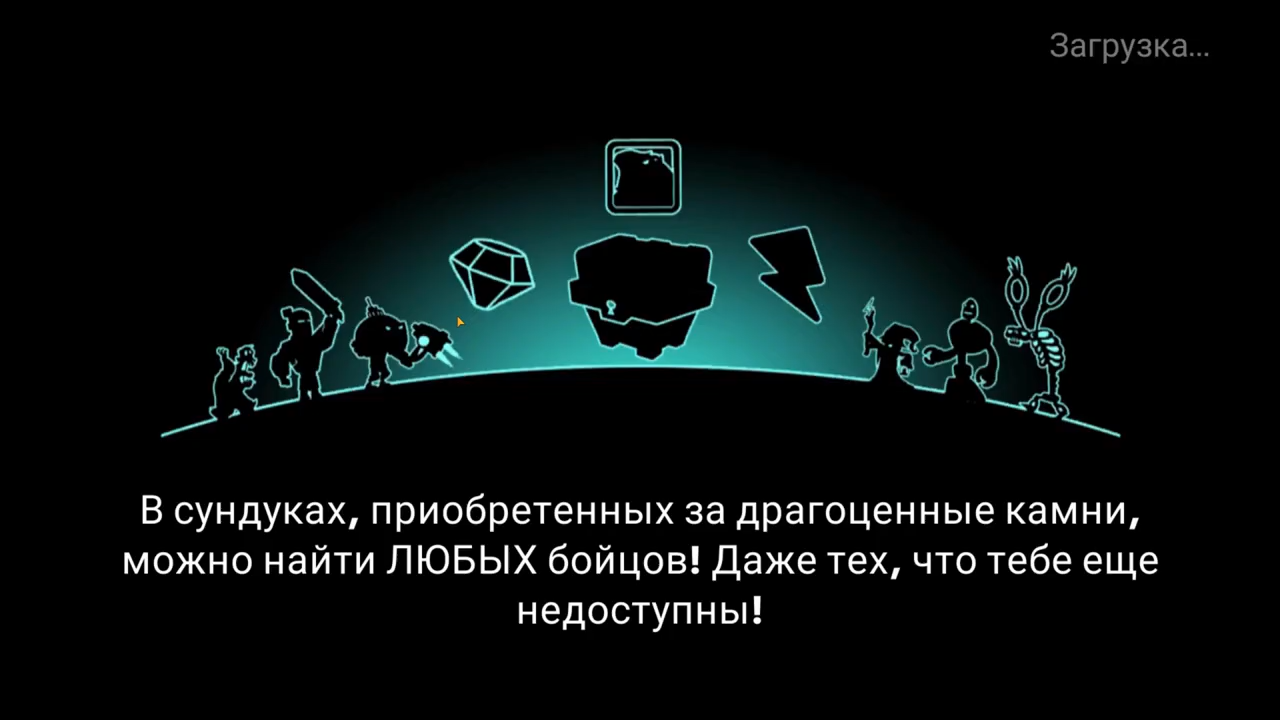 Загрузка...
В сундуках, приобретенных за драгоценные камни,
можно найти ЛЮБЫХ бойцов! Даже тех, что тебе еще
недоступны!